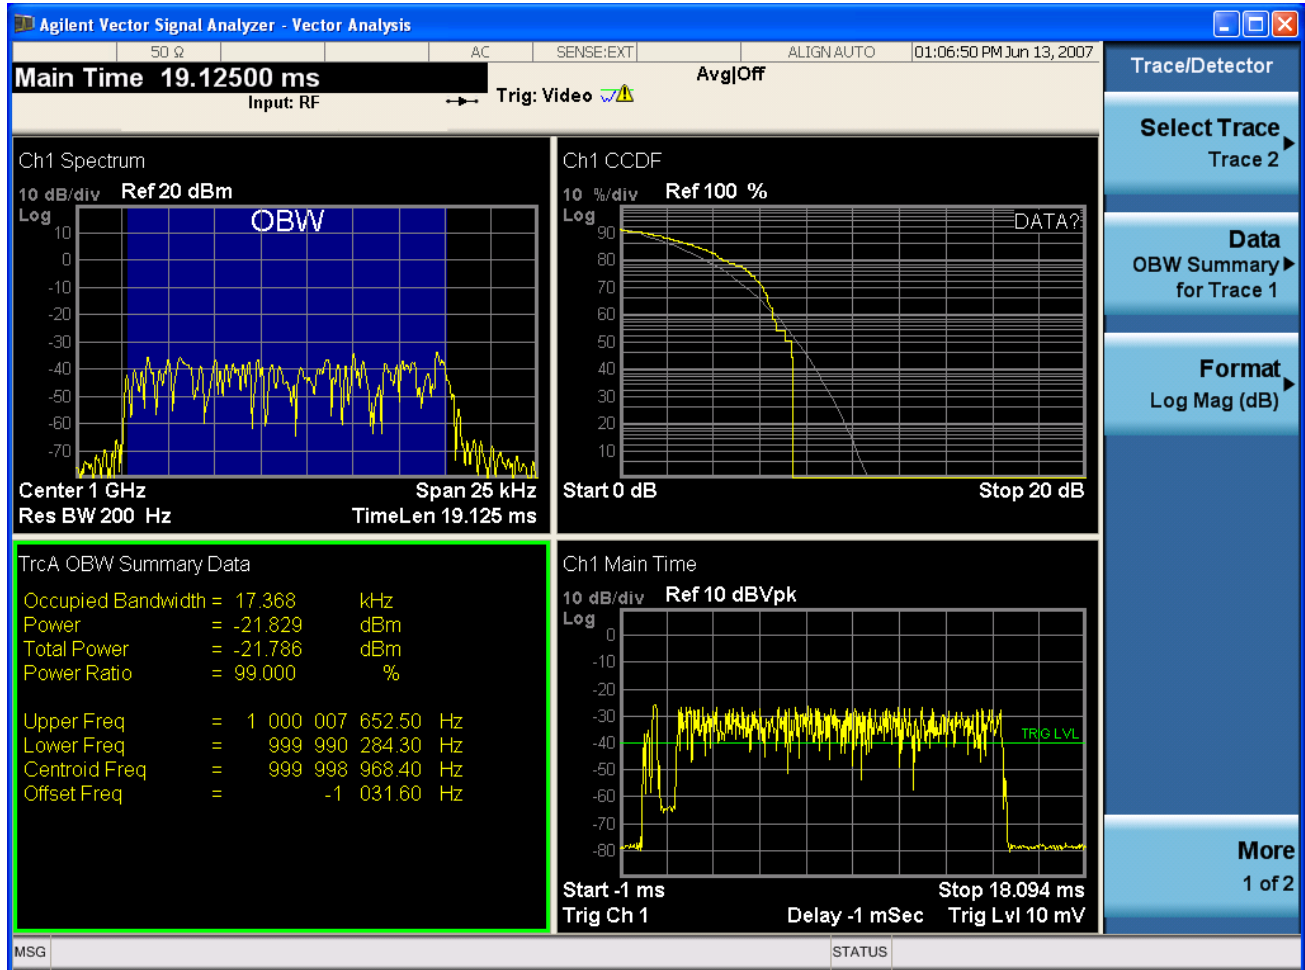 Agilent Vector Signal Analyzer - Vector Analysis
50 Ω AC SENSE:EXT ALIGN AUTO 01:06:50 PM Jun 13, 2007
Main Time 19.12500 ms
Input: RF
Trig: Video
Avg|Off
Ch1 Spectrum
10 dB/div Ref 20 dBm
Log
OBW
10
0
-10
-20
-30
-40
-50
-60
-70
Center 1 GHz Span 25 kHz
Res BW 200 Hz TimeLen 19.125 ms
Ch1 CCDF
10 %/div Ref 100 %
Log
DATA?
90
80
70
60
50
40
30
20
10
Start 0 dB Stop 20 dB
TrcA OBW Summary Data
Occupied Bandwidth = 17.368 kHz
Power = -21.829 dBm
Total Power = -21.786 dBm
Power Ratio = 99.000 %
Upper Freq = 1 000 007 652.50 Hz
Lower Freq = 999 990 284.30 Hz
Centroid Freq = 999 998 968.40 Hz
Offset Freq = -1 031.60 Hz
Ch1 Main Time
10 dB/div Ref 10 dBVpk
Log
0
-10
-20
-30
-40
-50
-60
-70
-80
TRIG LVL
Start -1 ms Stop 18.094 ms
Trig Ch 1 Delay -1 mSec Trig Lvl 10 mV
Trace/Detector
Select Trace
Trace 2
Data
OBW Summary
for Trace 1
Format
Log Mag (dB)
More
1 of 2
MSG STATUS